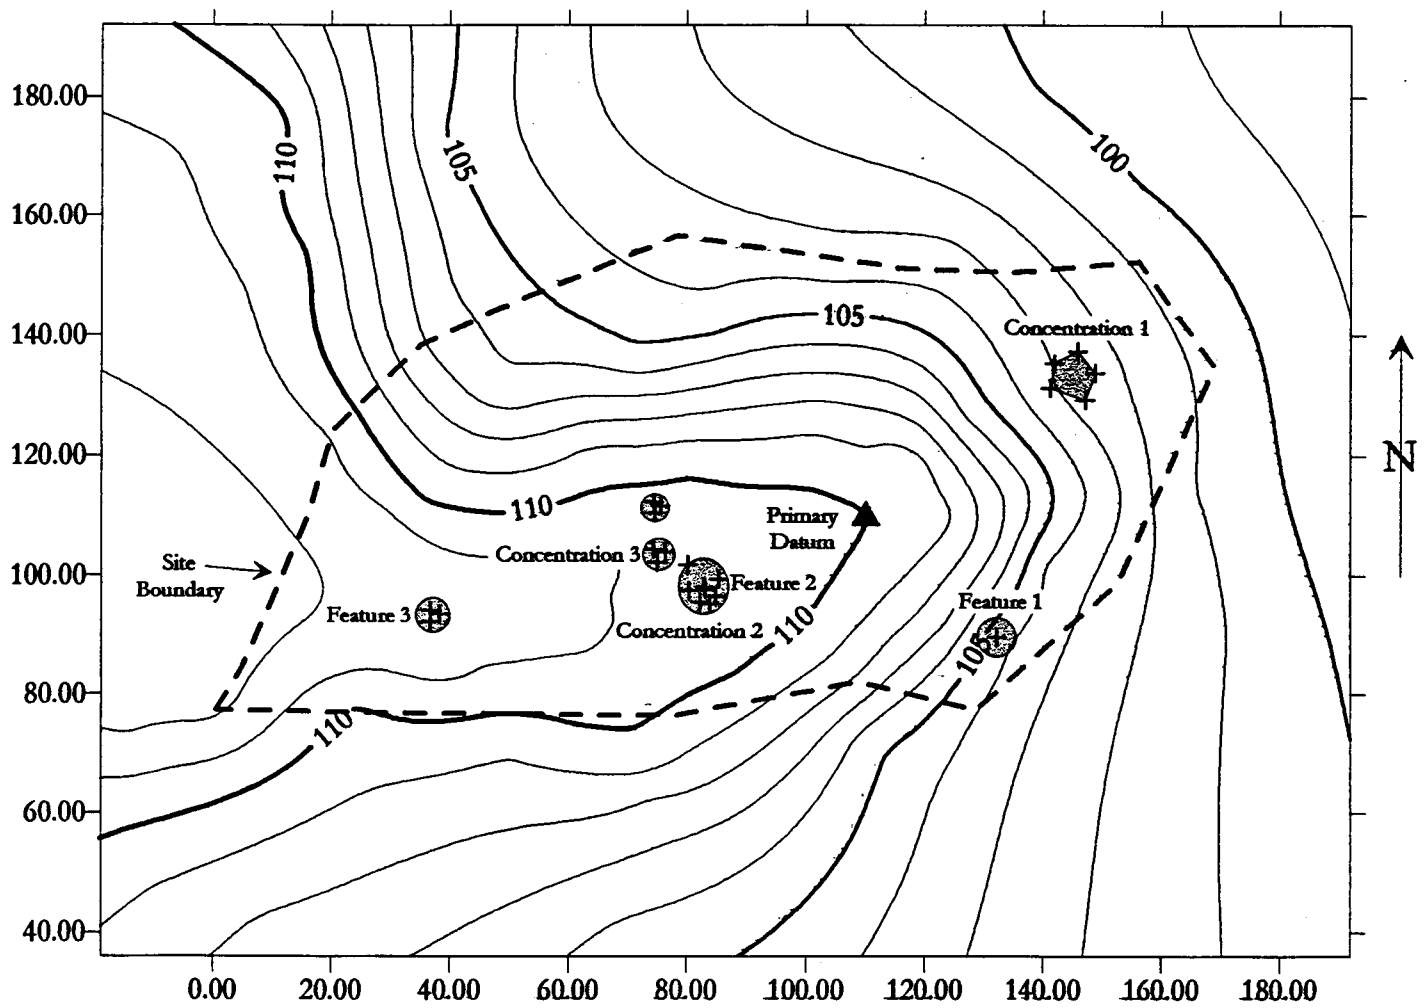 180.00
160.00
140.00
120.00
100.00
80.00
60.00
40.00
110
105
100
105
Concentration 1
N
110
Primary
Datum
Concentration 3
Site
Boundary
Feature 2
Feature 3
Feature 1
Concentration 2
110
105
110
0.00 20.00 40.00 60.00 80.00 100.00 120.00 140.00 160.00 180.00